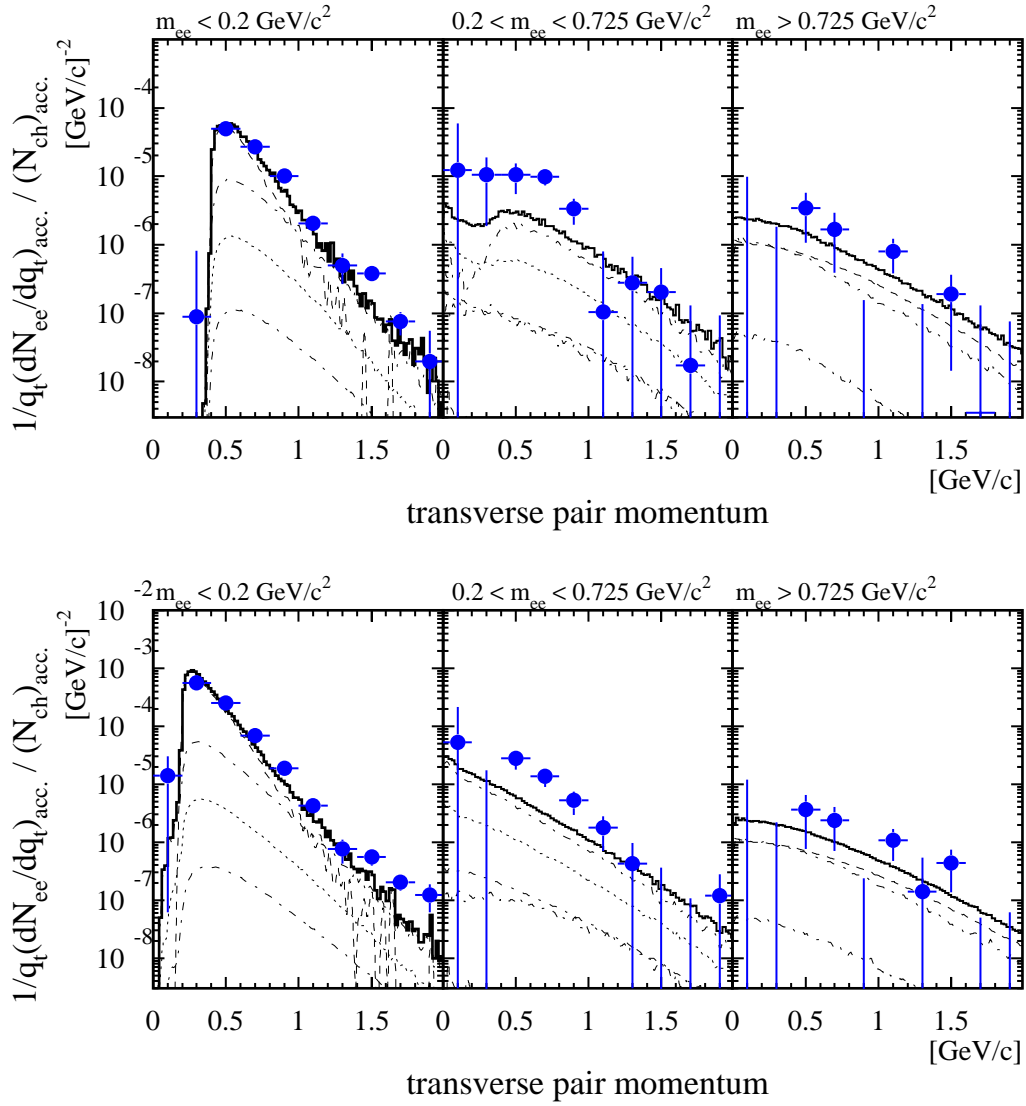 m_ee < 0.2 GeV/c^2 0.2 < m_ee < 0.725 GeV/c^2 m_ee > 0.725 GeV/c^2
1/q_t(dN_ee/dq_t)_acc. / (N_ch)_acc.
[GeV/c]^-2
10^-4
10^-5
10^-6
10^-7
10^-8
0 0.5 1 1.5 0 0.5 1 1.5 0 0.5 1 1.5
[GeV/c]
transverse pair momentum
m_ee < 0.2 GeV/c^2 0.2 < m_ee < 0.725 GeV/c^2 m_ee > 0.725 GeV/c^2
1/q_t(dN_ee/dq_t)_acc. / (N_ch)_acc.
[GeV/c]^-2
10^-2
10^-3
10^-4
10^-5
10^-6
10^-7
10^-8
0 0.5 1 1.5 0 0.5 1 1.5 0 0.5 1 1.5
[GeV/c]
transverse pair momentum